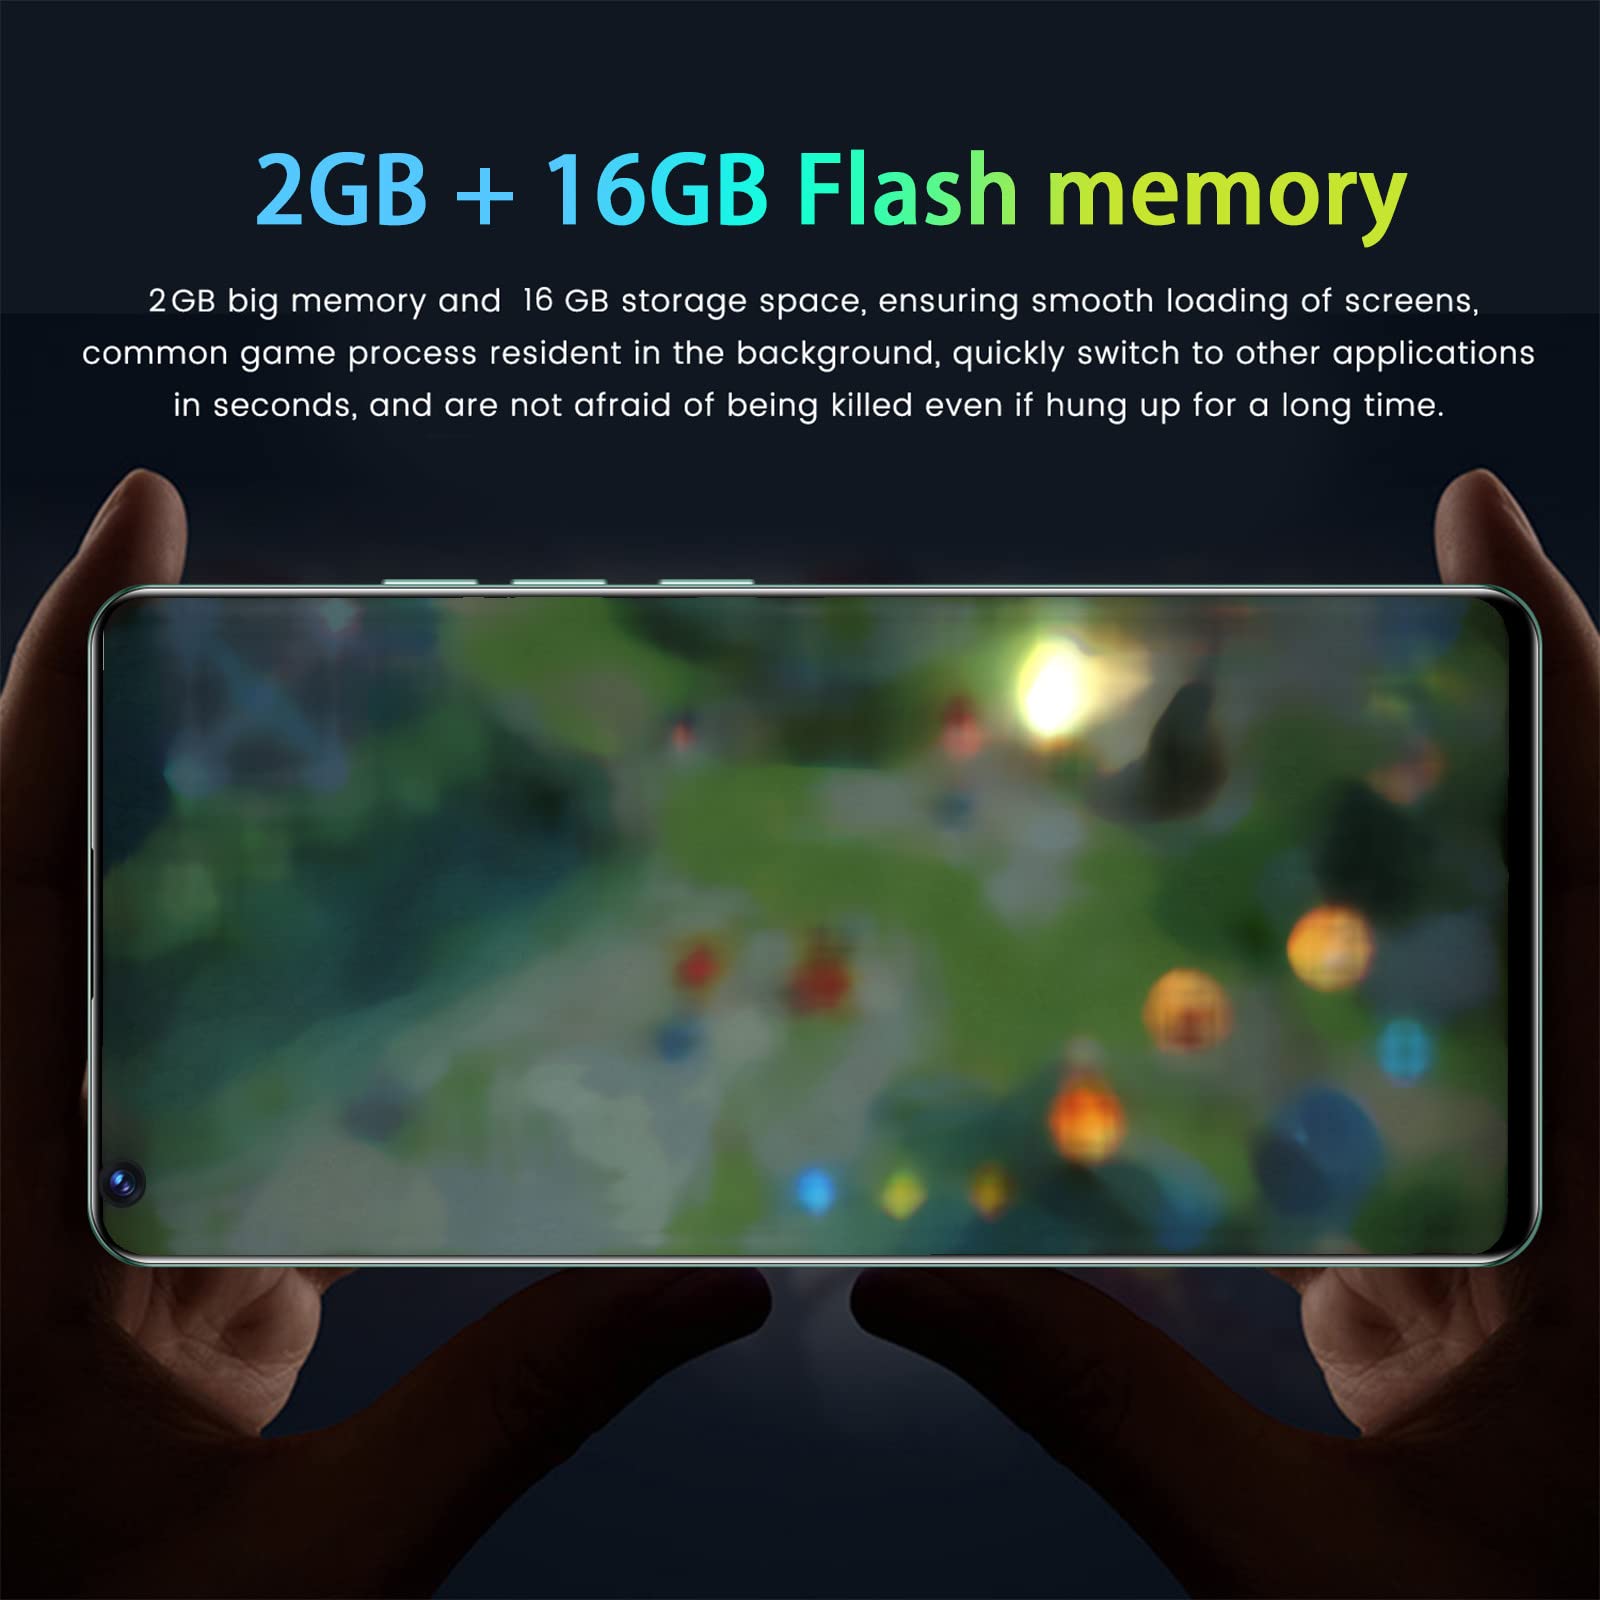 2GB + 16GB Flash memory
2GB big memory and 16 GB storage space, ensuring smooth loading of screens,
common game process resident in the background, quickly switch to other applications
in seconds, and are not afraid of being killed even if hung up for a long time.